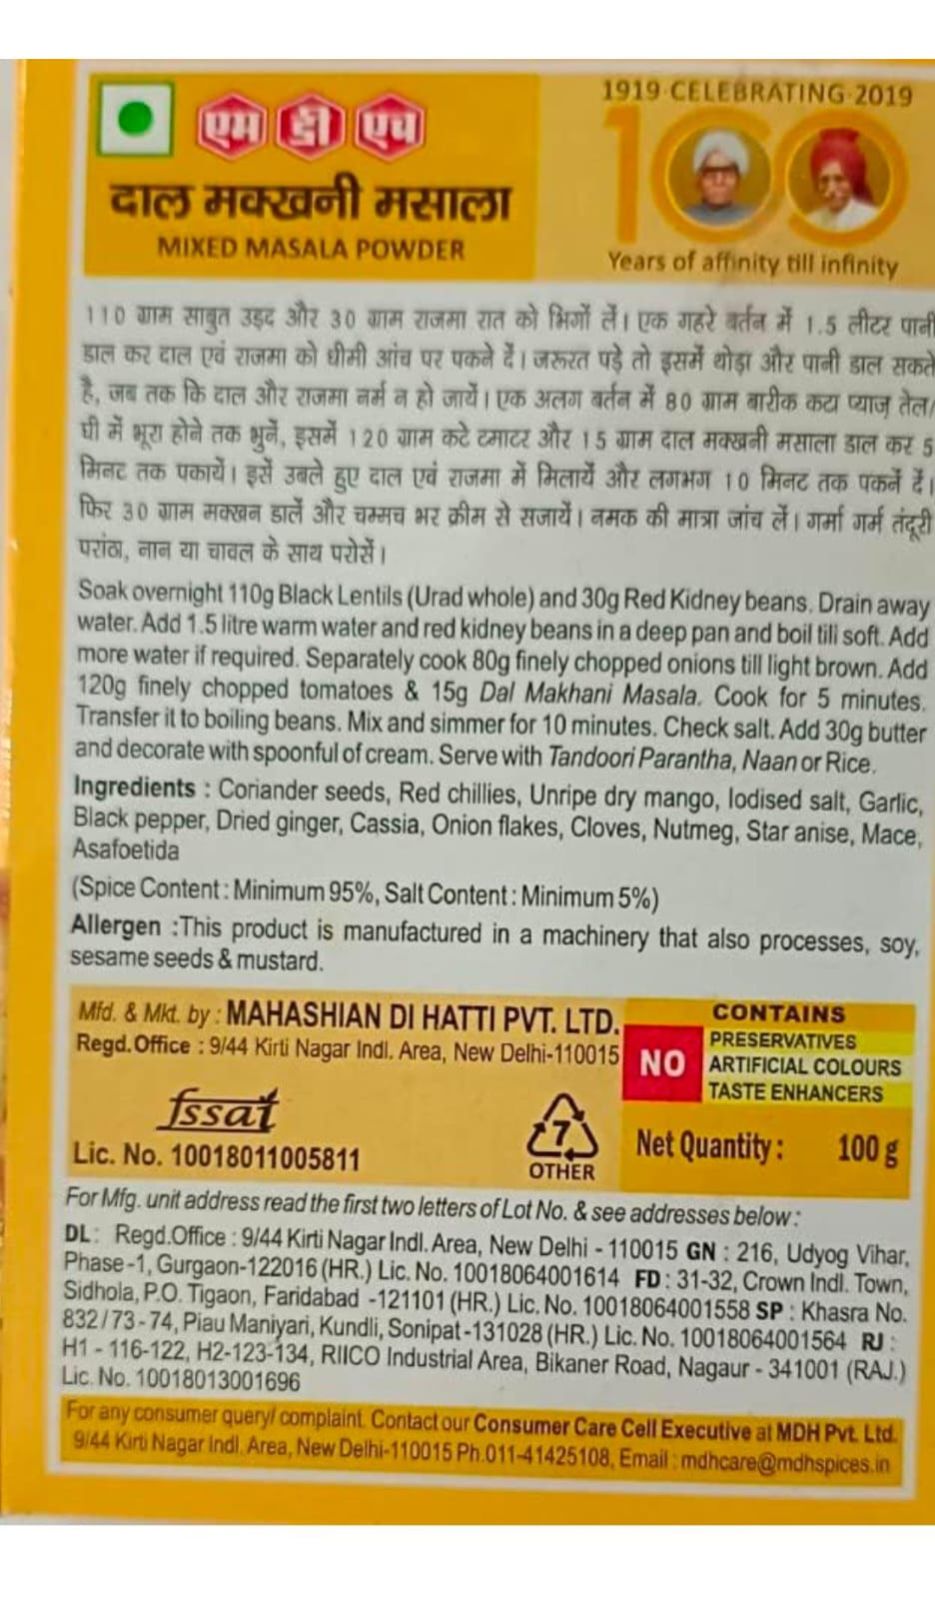 एम डी एच
दाल मक्खनी मसाला
MIXED MASALA POWDER
1919·CELEBRATING·2019
100
Years of affinity till infinity
110 ग्राम साबुत उड़द और 30 ग्राम राजमा रात को भिगों लें। एक गहरे बर्तन में 1.5 लीटर पानी
डाल कर दाल एवं राजमा को धीमी आंच पर पकने दें। जरूरत पड़े तो इसमें थोड़ा और पानी डाल सकते
है, जब तक कि दाल और राजमा नर्म न हो जायें। एक अलग बर्तन में 80 ग्राम बारीक कटा प्याज़ तेल/
घी में भूरा होने तक भुनें, इसमें 120 ग्राम कटे टमाटर और 15 ग्राम दाल मक्खनी मसाला डाल कर 5
मिनट तक पकायें। इसें उबले हुए दाल एवं राजमा में मिलायें और लगभग 10 मिनट तक पकनें दें।
फिर 30 ग्राम मक्खन डालें और चम्मच भर क्रीम से सजायें। नमक की मात्रा जांच लें। गर्मा गर्म तंदूरी
परांठा, नान या चावल के साथ परोसें।
Soak overnight 110g Black Lentils (Urad whole) and 30g Red Kidney beans. Drain away
water. Add 1.5 litre warm water and red kidney beans in a deep pan and boil till soft. Add
more water if required. Separately cook 80g finely chopped onions till light brown. Add
120g finely chopped tomatoes & 15g Dal Makhani Masala. Cook for 5 minutes.
Transfer it to boiling beans. Mix and simmer for 10 minutes. Check salt. Add 30g butter
and decorate with spoonful of cream. Serve with Tandoori Parantha, Naan or Rice.
Ingredients : Coriander seeds, Red chillies, Unripe dry mango, Iodised salt, Garlic,
Black pepper, Dried ginger, Cassia, Onion flakes, Cloves, Nutmeg, Star anise, Mace,
Asafoetida
(Spice Content : Minimum 95%, Salt Content : Minimum 5%)
Allergen :This product is manufactured in a machinery that also processes, soy,
sesame seeds & mustard.
Mfd. & Mkt. by : MAHASHIAN DI HATTI PVT. LTD.
Regd. Office : 9/44 Kirti Nagar Indl. Area, New Delhi-110015
CONTAINS
NO
PRESERVATIVES
ARTIFICIAL COLOURS
TASTE ENHANCERS
fssai
Lic. No. 10018011005811
7
OTHER
Net Quantity : 100 g
For Mfg. unit address read the first two letters of Lot No. & see addresses below :
DL : Regd.Office : 9/44 Kirti Nagar Indl. Area, New Delhi - 110015 GN : 216, Udyog Vihar,
Phase-1, Gurgaon-122016 (HR.) Lic. No. 10018064001614 FD : 31-32, Crown Indl. Town,
Sidhola, P.O. Tigaon, Faridabad -121101 (HR.) Lic. No. 10018064001558 SP : Khasra No.
832/73-74, Piau Maniyari, Kundli, Sonipat-131028 (HR.) Lic. No. 10018064001564 RJ :
H1 - 116-122, H2-123-134, RIICO Industrial Area, Bikaner Road, Nagaur - 341001 (RAJ.)
Lic. No. 10018013001696
For any consumer query/ complaint. Contact our Consumer Care Cell Executive at MDH Pvt. Ltd.
9/44 Kirti Nagar Indl. Area, New Delhi-110015 Ph.011-41425108, Email : mdhcare@mdhspices.in